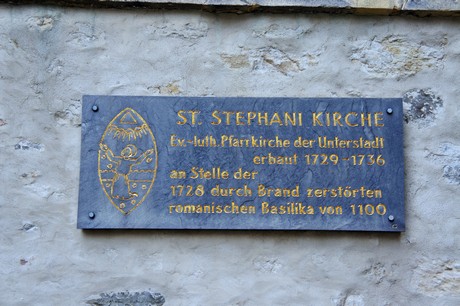 ST. STEPHANI KIRCHE
Ev.-luth. Pfarrkirche der Unterstadt
erbaut 1729-1736
an Stelle der
1728 durch Brand zerstörten
romanischen Basilika von 1100